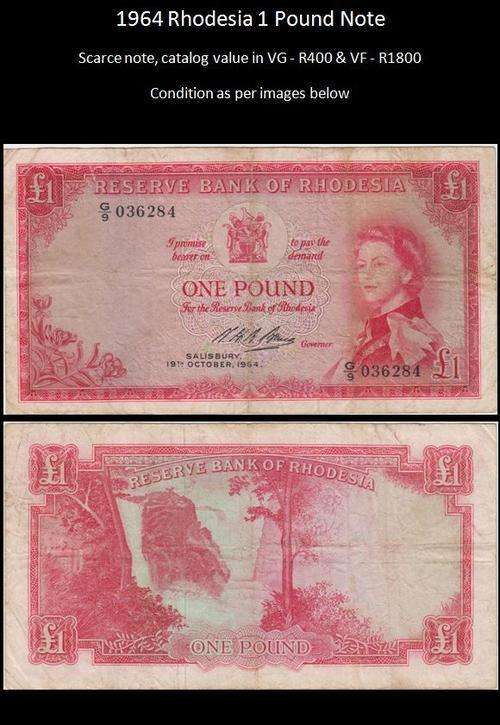 1964 Rhodesia 1 Pound Note
Scarce note, catalog value in VG - R400 & VF - R1800
Condition as per images below
£1 £1
RESERVE BANK OF RHODESIA
G/9 036284
I promise to pay the
bearer on demand
ONE POUND
For the Reserve Bank of Rhodesia
Governor
SALISBURY,
19TH OCTOBER, 1964.
G/9 036284 £1
£1 £1
RESERVE BANK OF RHODESIA
£1 £1
ONE POUND